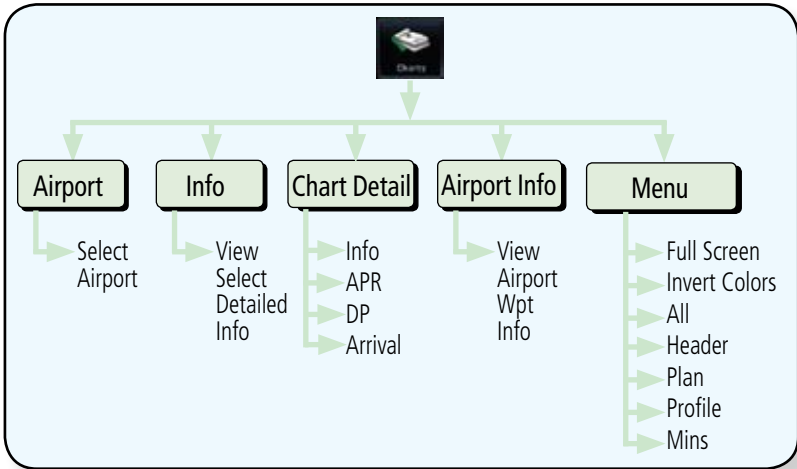 Charts
Airport
Info
Chart Detail
Airport Info
Menu
Select
Airport
View
Select
Detailed
Info
Info
APR
DP
Arrival
View
Airport
Wpt
Info
Full Screen
Invert Colors
All
Header
Plan
Profile
Mins